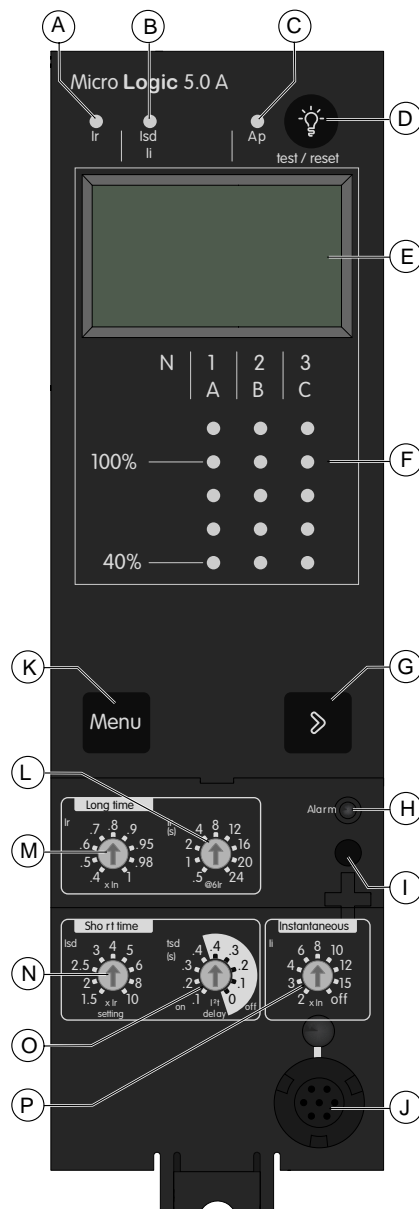 A B C
Micro Logic 5.0 A
D
Ir Isd Ap
Ii
test / reset
E
N 1 2 3
A B C
100% F
40%
K G
Menu
L
Long time
Alarm H
Ir (s)
.4 .5 .6 .7 .8 .9 .95 .98 1
x In
.5 1 2 4 8 12 16 20 24
@6Ir
M I
Sho rt time
Isd tsd
(s)
1.5 2 2.5 3 4 5 6 8 10
x Ir
setting
on .1 .2 .3 .4 .4 .3 .2 .1 0 off
I²t
delay
Instantaneous
Ii
2 3 4 6 8 10 12 15 off
x In
N
O
P J